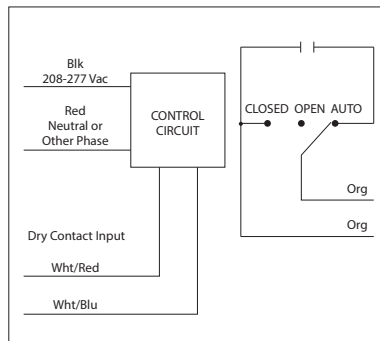 Blk
208-277 Vac
Red
Neutral or
Other Phase
CONTROL
CIRCUIT
CLOSED OPEN AUTO
Org
Org
Dry Contact Input
Wht/Red
Wht/Blu